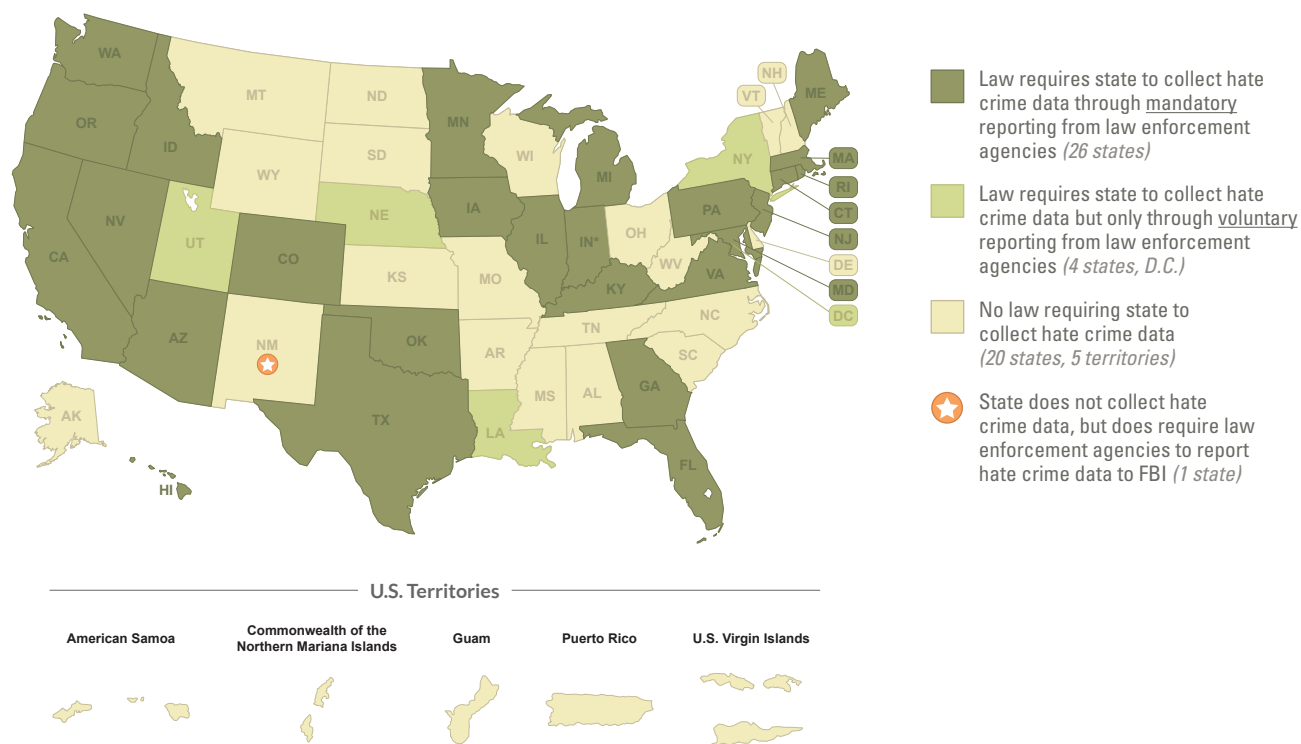 WA
OR
CA
NV
ID
MT
WY
UT
CO
AZ
NM
ND
SD
NE
KS
OK
TX
MN
IA
MO
AR
LA
WI
IL
MI
IN*
OH
KY
TN
MS
AL
GA
FL
SC
NC
VA
WV
PA
NY
VT
NH
ME
MA
RI
CT
NJ
DE
MD
DC
AK
HI
Law requires state to collect hate
crime data through mandatory
reporting from law enforcement
agencies (26 states)
Law requires state to collect hate
crime data but only through voluntary
reporting from law enforcement
agencies (4 states, D.C.)
No law requiring state to
collect hate crime data
(20 states, 5 territories)
State does not collect hate
crime data, but does require law
enforcement agencies to report
hate crime data to FBI (1 state)
U.S. Territories
American Samoa
Commonwealth of the
Northern Mariana Islands
Guam
Puerto Rico
U.S. Virgin Islands